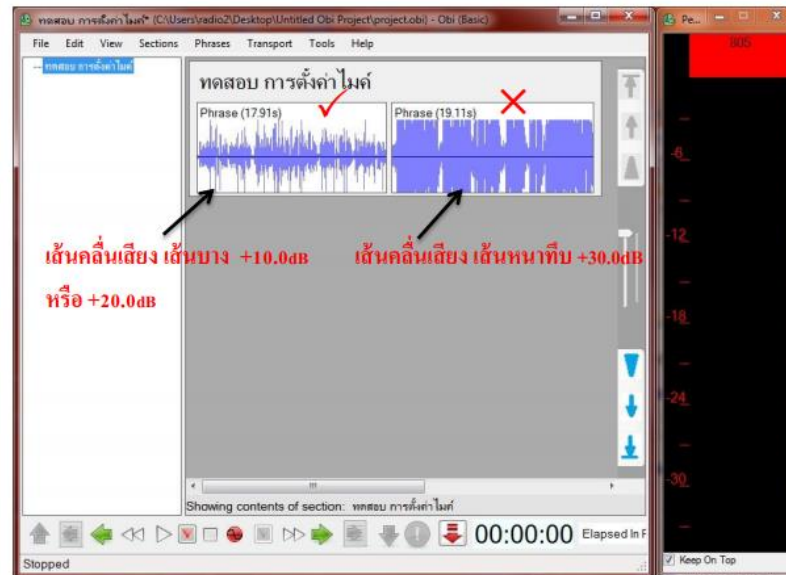 ทดสอบ การตั้งค่าไมค์* (C:\Users\radio2\Desktop\Untitled Obi Project\project.obi) - Obi (Basic)
Pe...
File Edit View Sections Phrases Transport Tools Help
ทดสอบ การตั้งค่าไมค์
ทดสอบ การตั้งค่าไมค์
Phrase (17.91s)
Phrase (19.11s)
เส้นคลื่นเสียง เส้นบาง +10.0dB
หรือ +20.0dB
เส้นคลื่นเสียง เส้นหนาทึบ +30.0dB
-6
-12
-18
-24
-30
Showing contents of section: ทดสอบ การตั้งค่าไมค์
00:00:00
Elapsed In
Stopped
Keep On Top